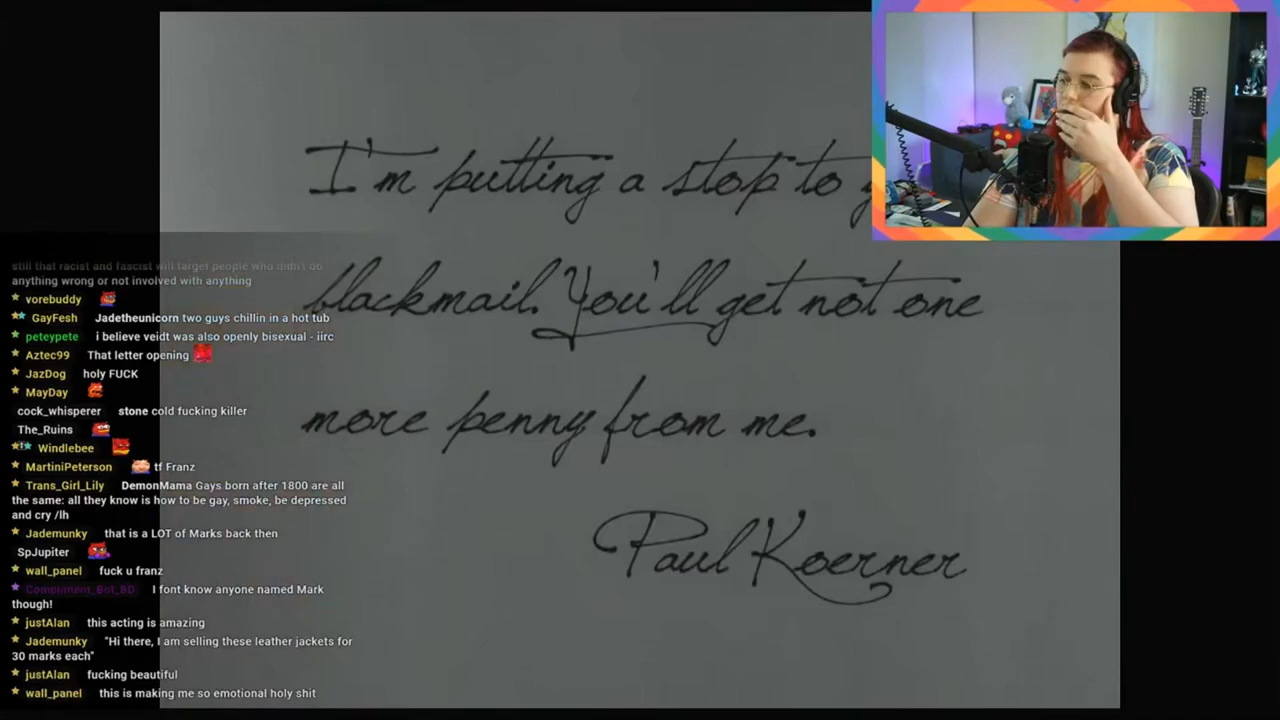 I'm putting a stop to
blackmail. You'll get not one
more penny from me.
Paul Koerner
still that racist and fascist will target people who didn't do
anything wrong or not involved with anything
vorebuddy
GayFesh Jadetheunicorn two guys chillin in a hot tub
peteypete i believe veidt was also openly bisexual - iirc
Aztec99 That letter opening
JazDog holy FUCK
MayDay
cock_whisperer stone cold fucking killer
The_Ruins
Windlebee
MartiniPeterson tf Franz
Trans_Girl_Lily DemonMama Gays born after 1800 are all
the same: all they know is how to be gay, smoke, be depressed
and cry /lh
Jademunky that is a LOT of Marks back then
SpJupiter
wall_panel fuck u franz
Compliment_Bot_BD I font know anyone named Mark
though!
justAlan this acting is amazing
Jademunky "Hi there, I am selling these leather jackets for
30 marks each"
justAlan fucking beautiful
wall_panel this is making me so emotional holy shit